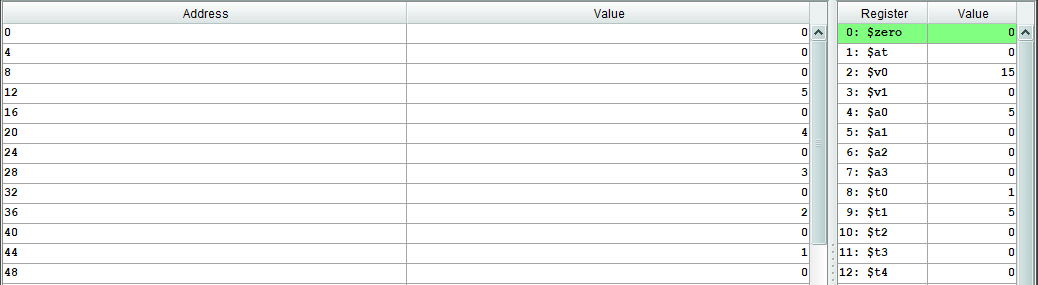 Address Value Register Value
0 0 0: $zero 0
4 0 1: $at 0
8 0 2: $v0 15
12 5 3: $v1 0
16 0 4: $a0 5
20 4 5: $a1 0
24 0 6: $a2 0
28 3 7: $a3 0
32 0 8: $t0 1
36 2 9: $t1 5
40 0 10: $t2 0
44 1 11: $t3 0
48 0 12: $t4 0